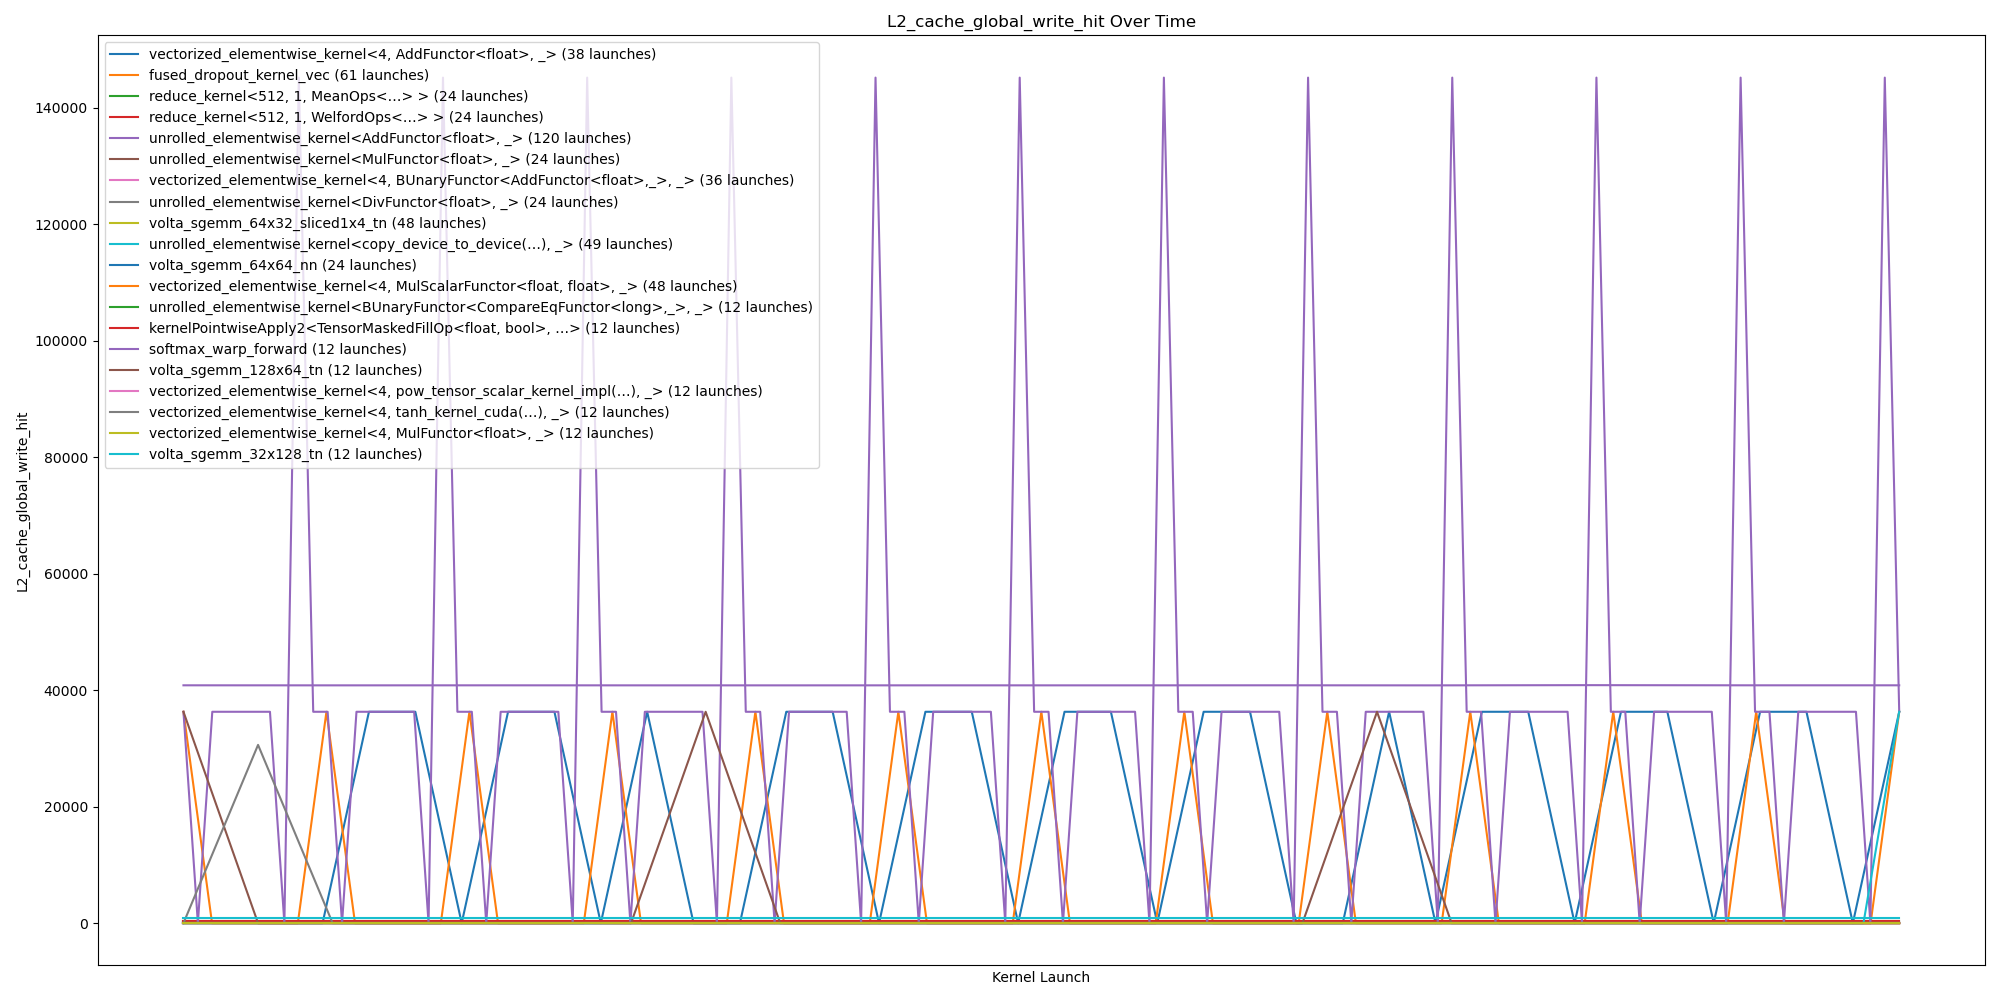 L2_cache_global_write_hit Over Time
vectorized_elementwise_kernel<4, AddFunctor<float>, _> (38 launches)
fused_dropout_kernel_vec (61 launches)
reduce_kernel<512, 1, MeanOps<...> > (24 launches)
reduce_kernel<512, 1, WelfordOps<...> > (24 launches)
unrolled_elementwise_kernel<AddFunctor<float>, _> (120 launches)
unrolled_elementwise_kernel<MulFunctor<float>, _> (24 launches)
vectorized_elementwise_kernel<4, BUnaryFunctor<AddFunctor<float>,_>, _> (36 launches)
unrolled_elementwise_kernel<DivFunctor<float>, _> (24 launches)
volta_sgemm_64x32_sliced1x4_tn (48 launches)
unrolled_elementwise_kernel<copy_device_to_device(...), _> (49 launches)
volta_sgemm_64x64_nn (24 launches)
vectorized_elementwise_kernel<4, MulScalarFunctor<float, float>, _> (48 launches)
unrolled_elementwise_kernel<BUnaryFunctor<CompareEqFunctor<long>,_>, _> (12 launches)
kernelPointwiseApply2<TensorMaskedFillOp<float, bool>, ...> (12 launches)
softmax_warp_forward (12 launches)
volta_sgemm_128x64_tn (12 launches)
vectorized_elementwise_kernel<4, pow_tensor_scalar_kernel_impl(...), _> (12 launches)
vectorized_elementwise_kernel<4, tanh_kernel_cuda(...), _> (12 launches)
vectorized_elementwise_kernel<4, MulFunctor<float>, _> (12 launches)
volta_sgemm_32x128_tn (12 launches)
L2_cache_global_write_hit
140000
120000
100000
80000
60000
40000
20000
0
Kernel Launch